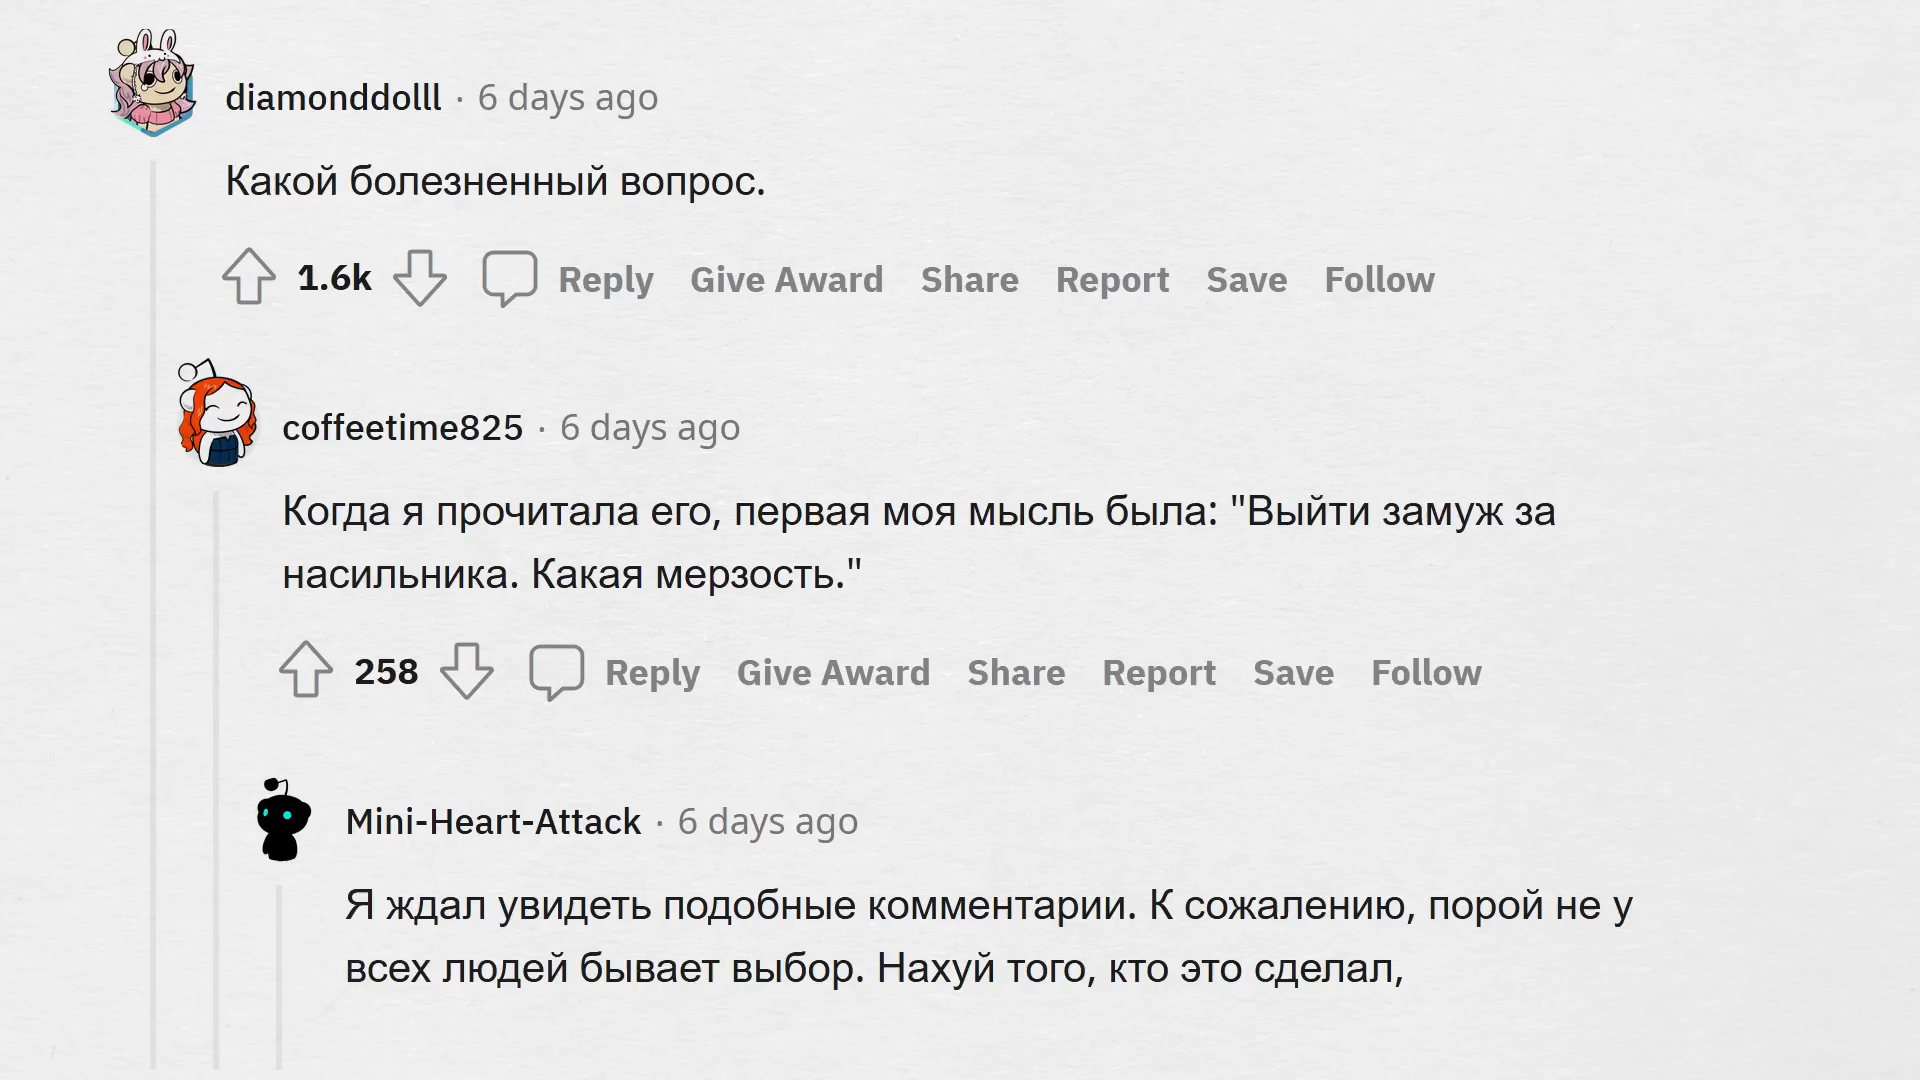 diamonddolll · 6 days ago
Какой болезненный вопрос.
1.6k Reply Give Award Share Report Save Follow
coffeetime825 · 6 days ago
Когда я прочитала его, первая моя мысль была: "Выйти замуж за
насильника. Какая мерзость."
258 Reply Give Award Share Report Save Follow
Mini-Heart-Attack · 6 days ago
Я ждал увидеть подобные комментарии. К сожалению, порой не у
всех людей бывает выбор. Нахуй того, кто это сделал,